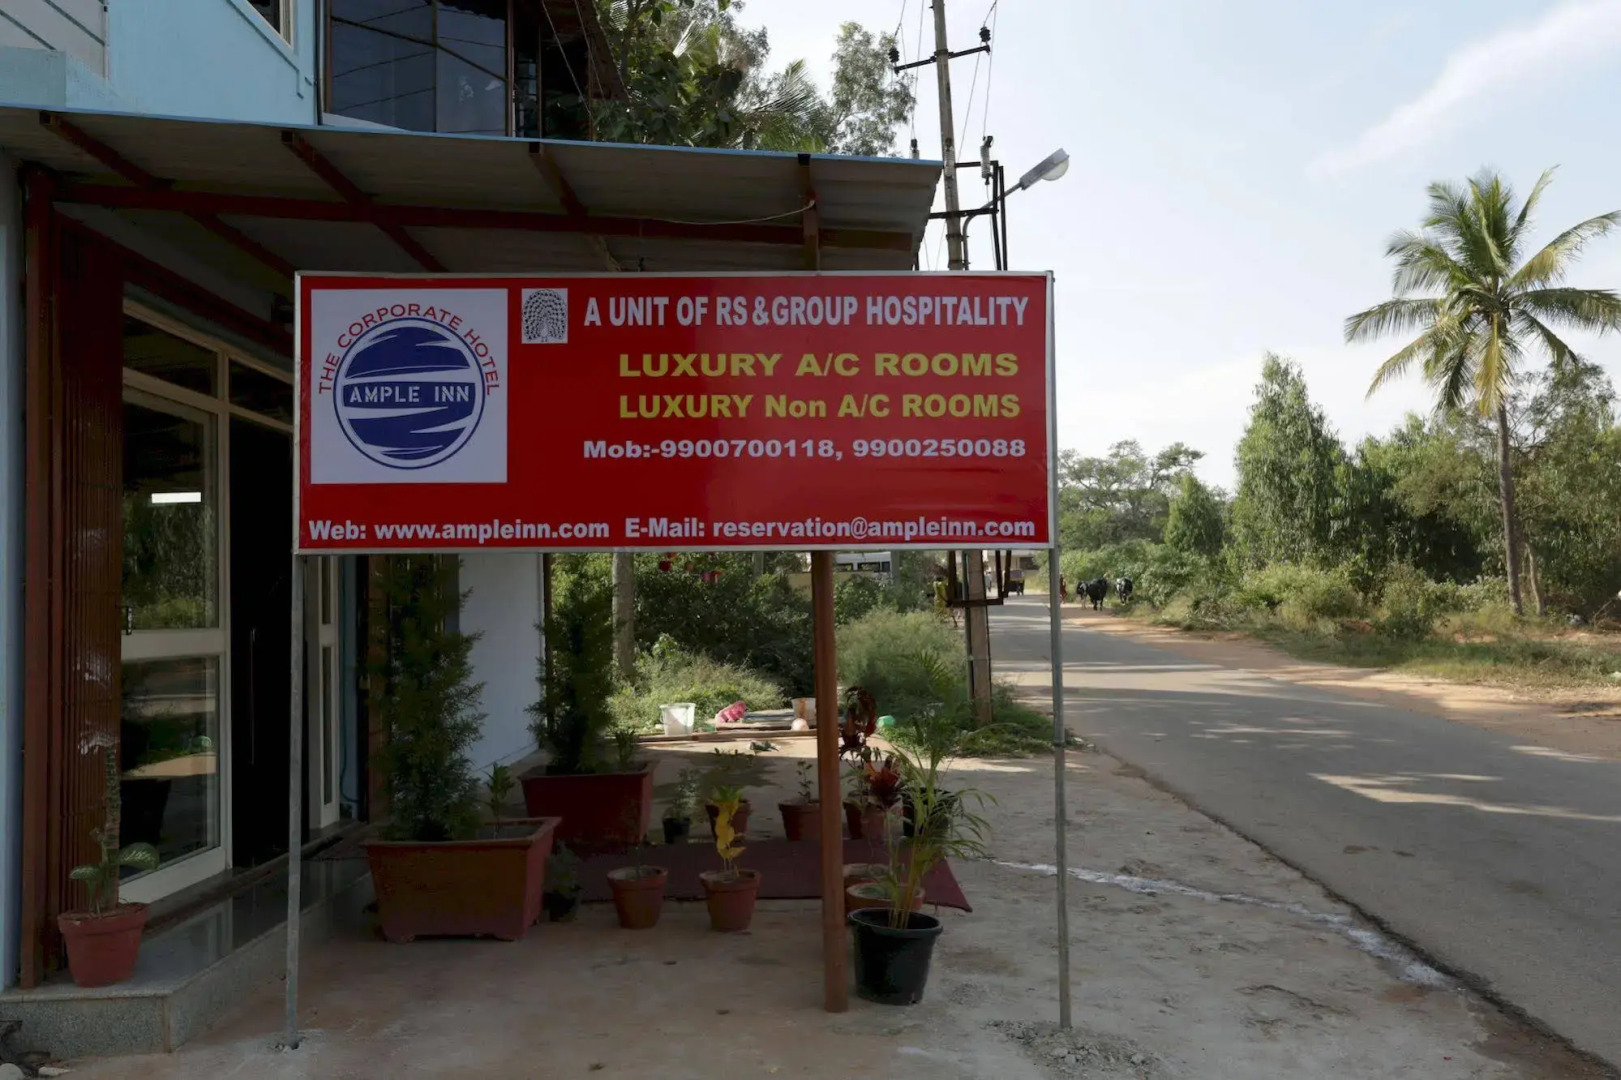 THE CORPORATE HOTEL
AMPLE INN
A UNIT OF RS & GROUP HOSPITALITY
LUXURY A/C ROOMS
LUXURY Non A/C ROOMS
Mob:-9900700118, 9900250088
Web: www.ampleinn.com E-Mail: reservation@ampleinn.com